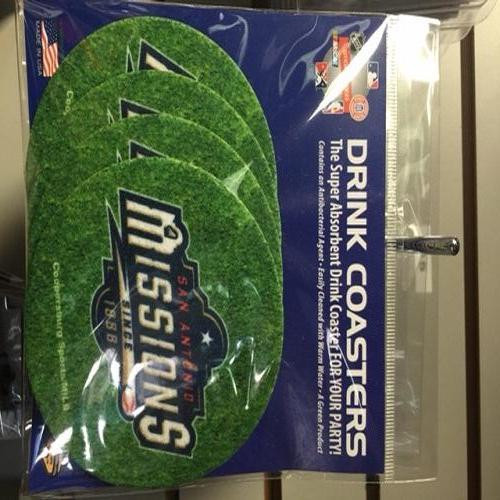 DRINK COASTERS
The Super Absorbent Drink Coaster FOR YOUR PARTY!
Contains an Antibacterial Agent • Easily Cleaned with Warm Water • A Green Product
MADE IN USA
SAN ANTONIO
MISSIONS
SINCE
1888